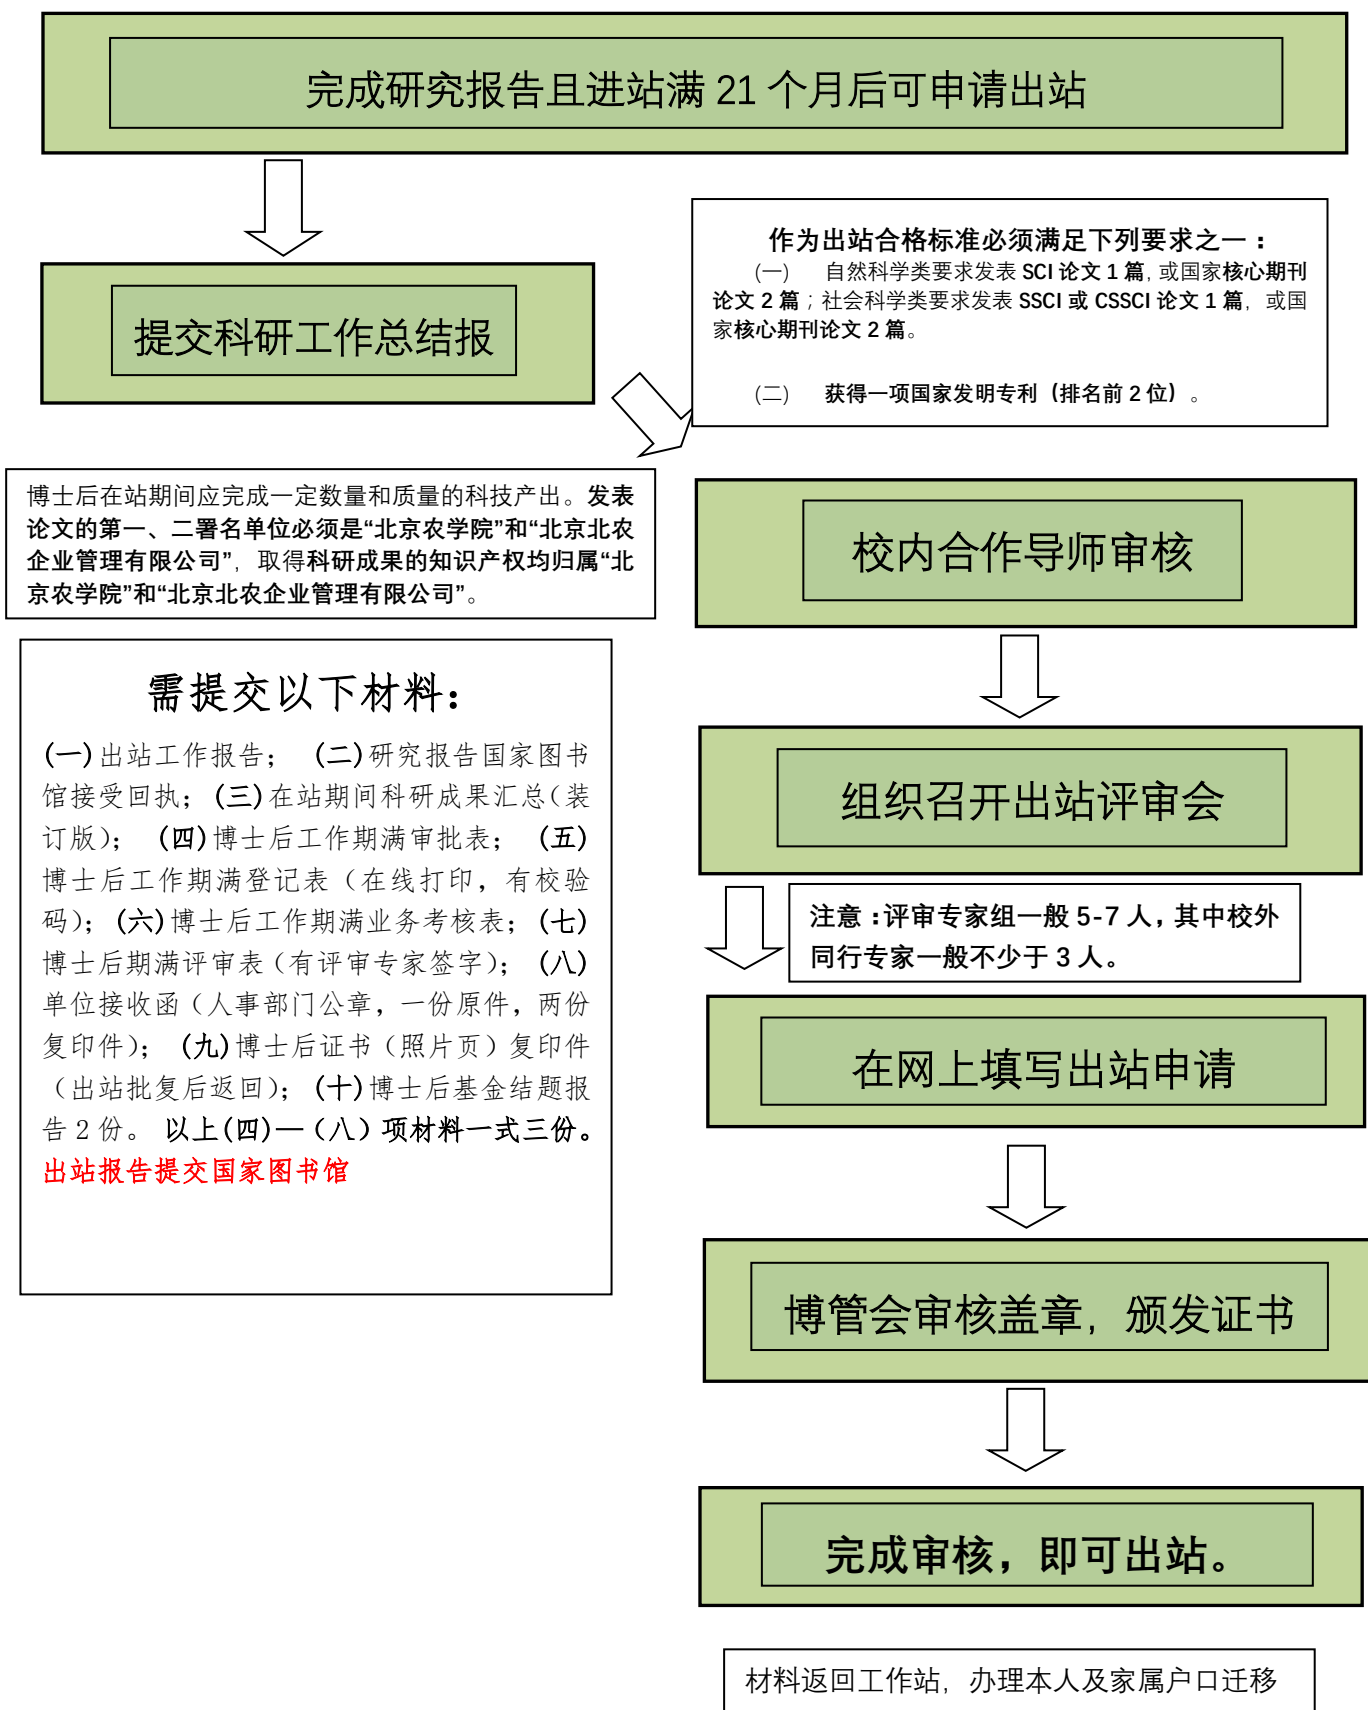 完成研究报告且进站满 21 个月后可申请出站
提交科研工作总结报
作为出站合格标准必须满足下列要求之一：
(一) 自然科学类要求发表 SCI 论文 1 篇, 或国家核心期刊
论文 2 篇；社会科学类要求发表 SSCI 或 CSSCI 论文 1 篇, 或国
家核心期刊论文 2 篇。
(二) 获得一项国家发明专利（排名前 2 位）。
博士后在站期间应完成一定数量和质量的科技产出。发表
论文的第一、二署名单位必须是“北京农学院”和“北京北农
企业管理有限公司”, 取得科研成果的知识产权均归属“北
京农学院”和“北京北农企业管理有限公司”。
校内合作导师审核
需提交以下材料：
(一)出站工作报告； (二)研究报告国家图书
馆接受回执；(三)在站期间科研成果汇总（装
订版）； (四)博士后工作期满审批表； (五)
博士后工作期满登记表（在线打印，有校验
码）；(六)博士后工作期满业务考核表；(七)
博士后期满评审表（有评审专家签字）； (八)
单位接收函（人事部门公章，一份原件，两份
复印件）； (九)博士后证书（照片页）复印件
（出站批复后返回）；(十)博士后基金结题报
告 2 份。 以上(四)—（八）项材料一式三份。
出站报告提交国家图书馆
组织召开出站评审会
注意：评审专家组一般 5-7 人，其中校外
同行专家一般不少于 3 人。
在网上填写出站申请
博管会审核盖章，颁发证书
完成审核，即可出站。
材料返回工作站，办理本人及家属户口迁移